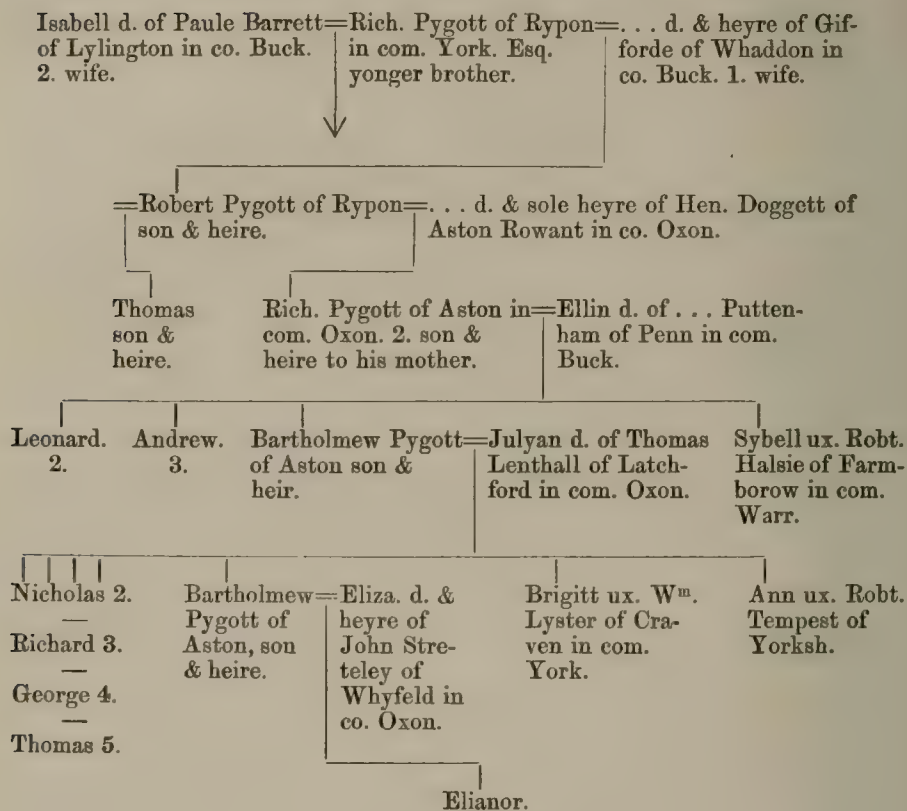 Isabell d. of Paule Barrett=Rich. Pygott of Rypon=. . . d. & heyre of Gif-
of Lylington in co. Buck. in com. York. Esq. forde of Whaddon in
2. wife. yonger brother. co. Buck. 1. wife.
=Robert Pygott of Rypon=. . . d. & sole heyre of Hen. Doggett of
son & heire. Aston Rowant in co. Oxon.
Thomas
son &
heire.
Rich. Pygott of Aston in=Ellin d. of . . . Putten-
com. Oxon. 2. son & ham of Penn in com.
heire to his mother. Buck.
Leonard.
2.
Andrew.
3.
Bartholmew Pygott=Julyan d. of Thomas
of Aston son & Lenthall of Latch-
heir. ford in com. Oxon.
Sybell ux. Robt.
Halsie of Farm-
borow in com.
Warr.
Nicholas 2.
—
Richard 3.
—
George 4.
—
Thomas 5.
Bartholmew=Eliza. d. &
Pygott of heyre of
Aston, son John Stre-
& heire. teley of
Whyfeld in
co. Oxon.
Brigitt ux. Wm.
Lyster of Cra-
ven in com.
York.
Ann ux. Robt.
Tempest of
Yorksh.
Elianor.